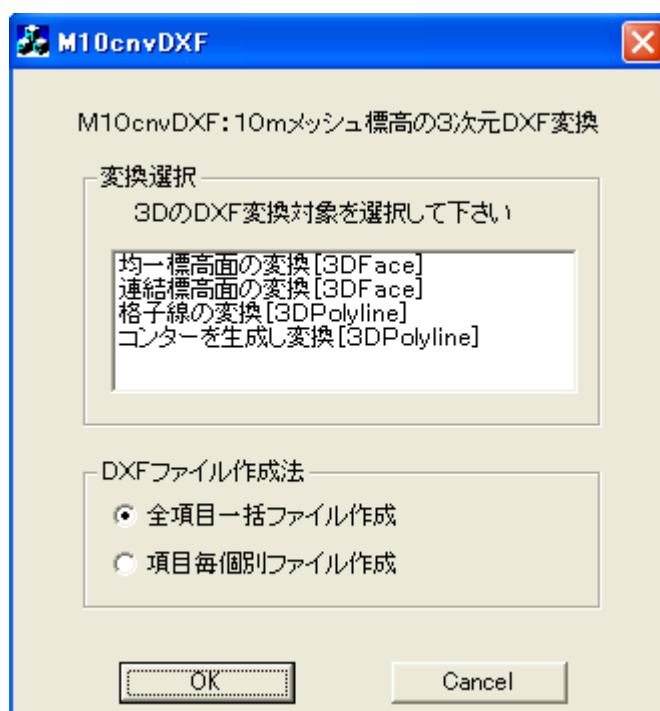 M10cnvDXF
M10cnvDXF:10mメッシュ標高の3次元DXF変換
変換選択
3DのDXF変換対象を選択して下さい
均一標高面の変換[3DFace]
連結標高面の変換[3DFace]
格子線の変換[3DPolyline]
コンターを生成し変換[3DPolyline]
DXFファイル作成法
全項目一括ファイル作成
項目毎個別ファイル作成
OK
Cancel